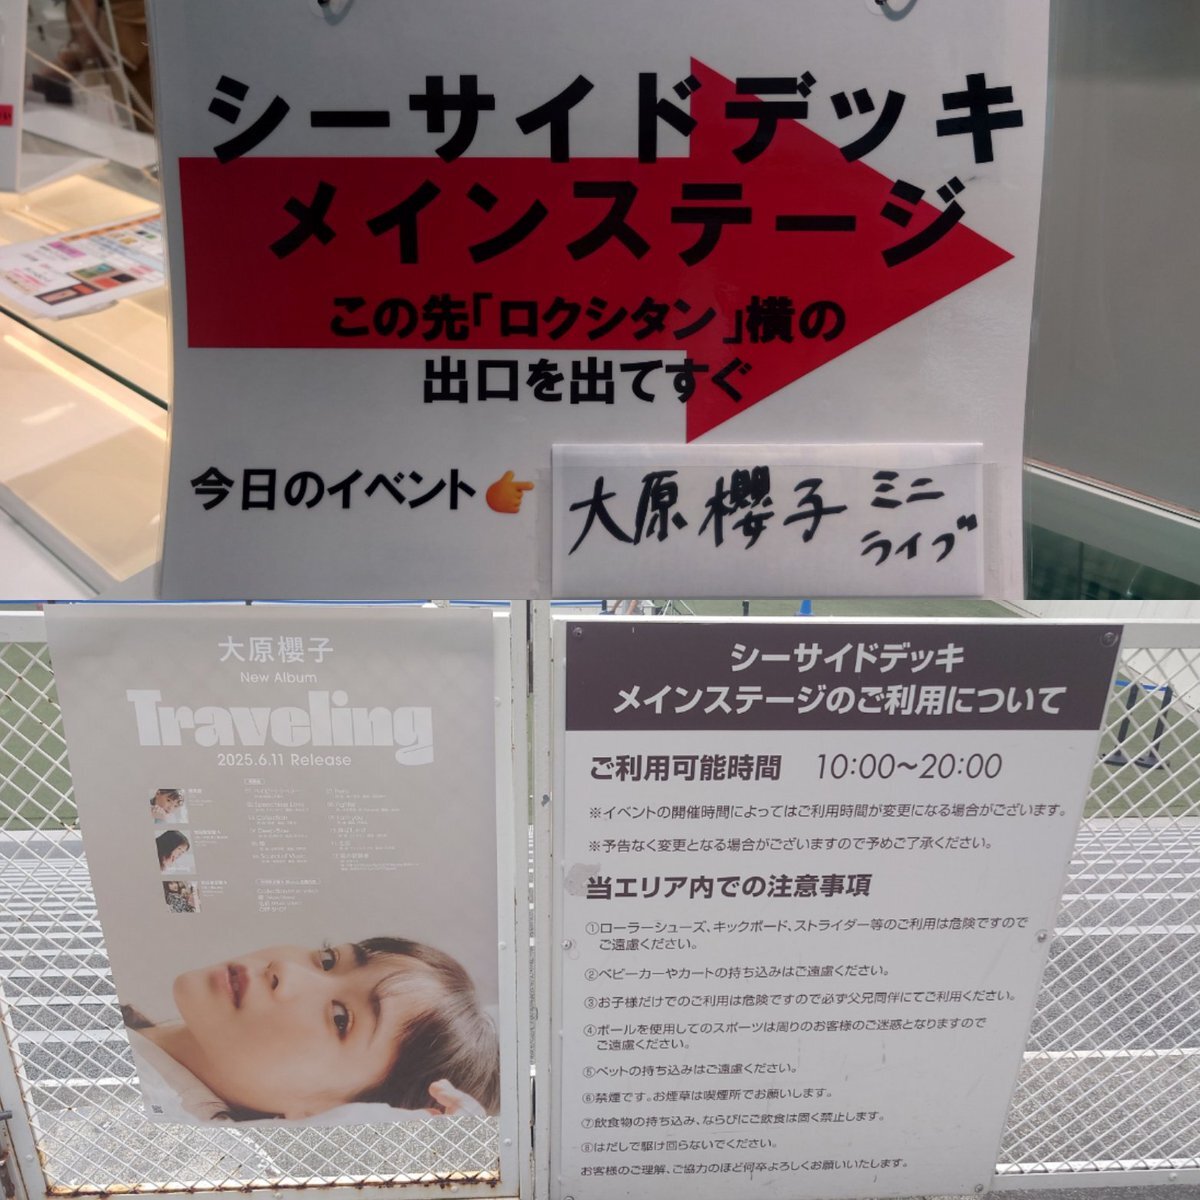 シーサイドデッキ
メインステージ
この先「ロクシタン」横の
出口を出てすぐ
今日のイベント👉
大原櫻子 ミニ
ライブ
大原櫻子
New Album
Traveling
2025.6.11 Release
シーサイドデッキ
メインステージのご利用について
ご利用可能時間 10:00〜20:00
※イベントの開催時間によってはご利用時間が変更になる場合がございます。
※予告なく変更となる場合がございますので予めご了承ください。
当エリア内での注意事項
①ローラーシューズ、キックボード、ストライダー等のご利用は危険ですので
ご遠慮ください。
②ベビーカーやカートの持ち込みはご遠慮ください。
③お子様だけでのご利用は危険ですので必ず父兄同伴にてご利用ください。
④ボールを使用してのスポーツは周りのお客様のご迷惑となりますので
ご遠慮ください。
⑤ペットの持ち込みはご遠慮ください。
⑥禁煙です。お煙草は喫煙所でお願いします。
⑦飲食物の持ち込み、ならびにご飲食は固く禁止します。
⑧はだしで駆け回らないでください。
お客様のご理解、ご協力のほど何卒よろしくお願いいたします。